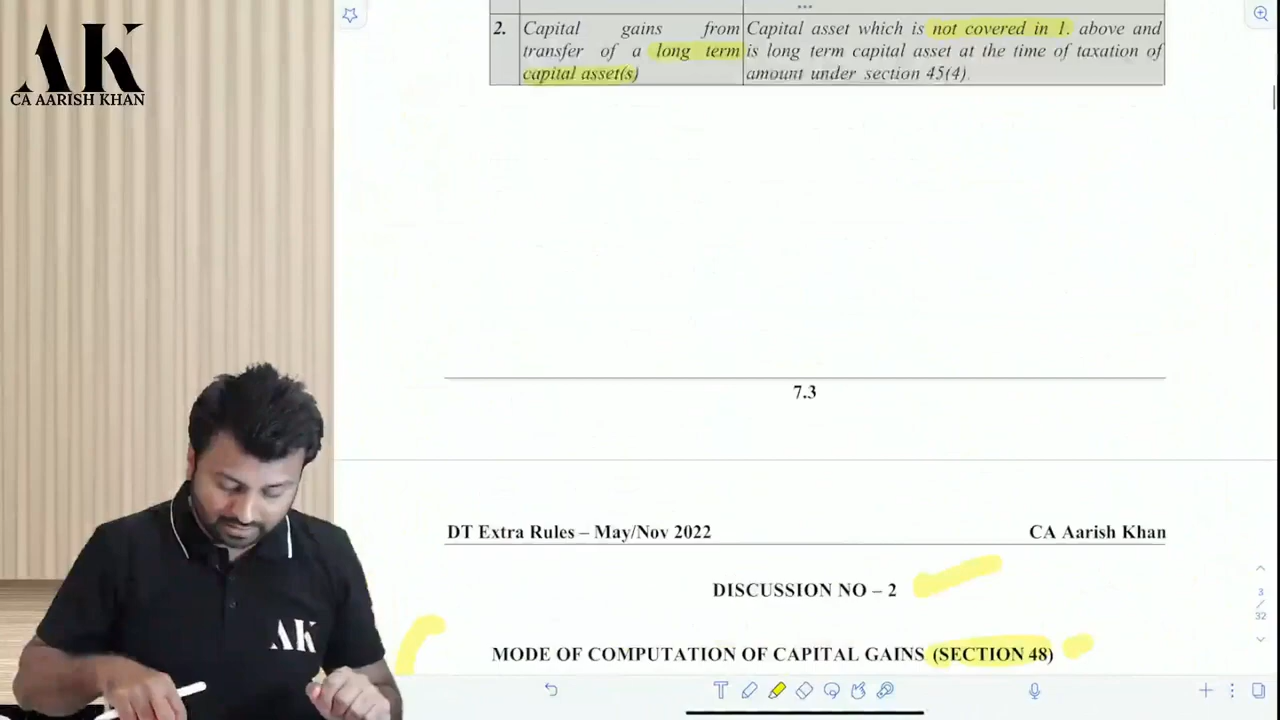 AK
CA AARISH KHAN
2. Capital gains from transfer of a long term capital asset(s)
Capital asset which is not covered in 1. above and is long term capital asset at the time of taxation of amount under section 45(4).
7.3
DT Extra Rules – May/Nov 2022
CA Aarish Khan
DISCUSSION NO – 2
MODE OF COMPUTATION OF CAPITAL GAINS (SECTION 48)
3
/
32
AK